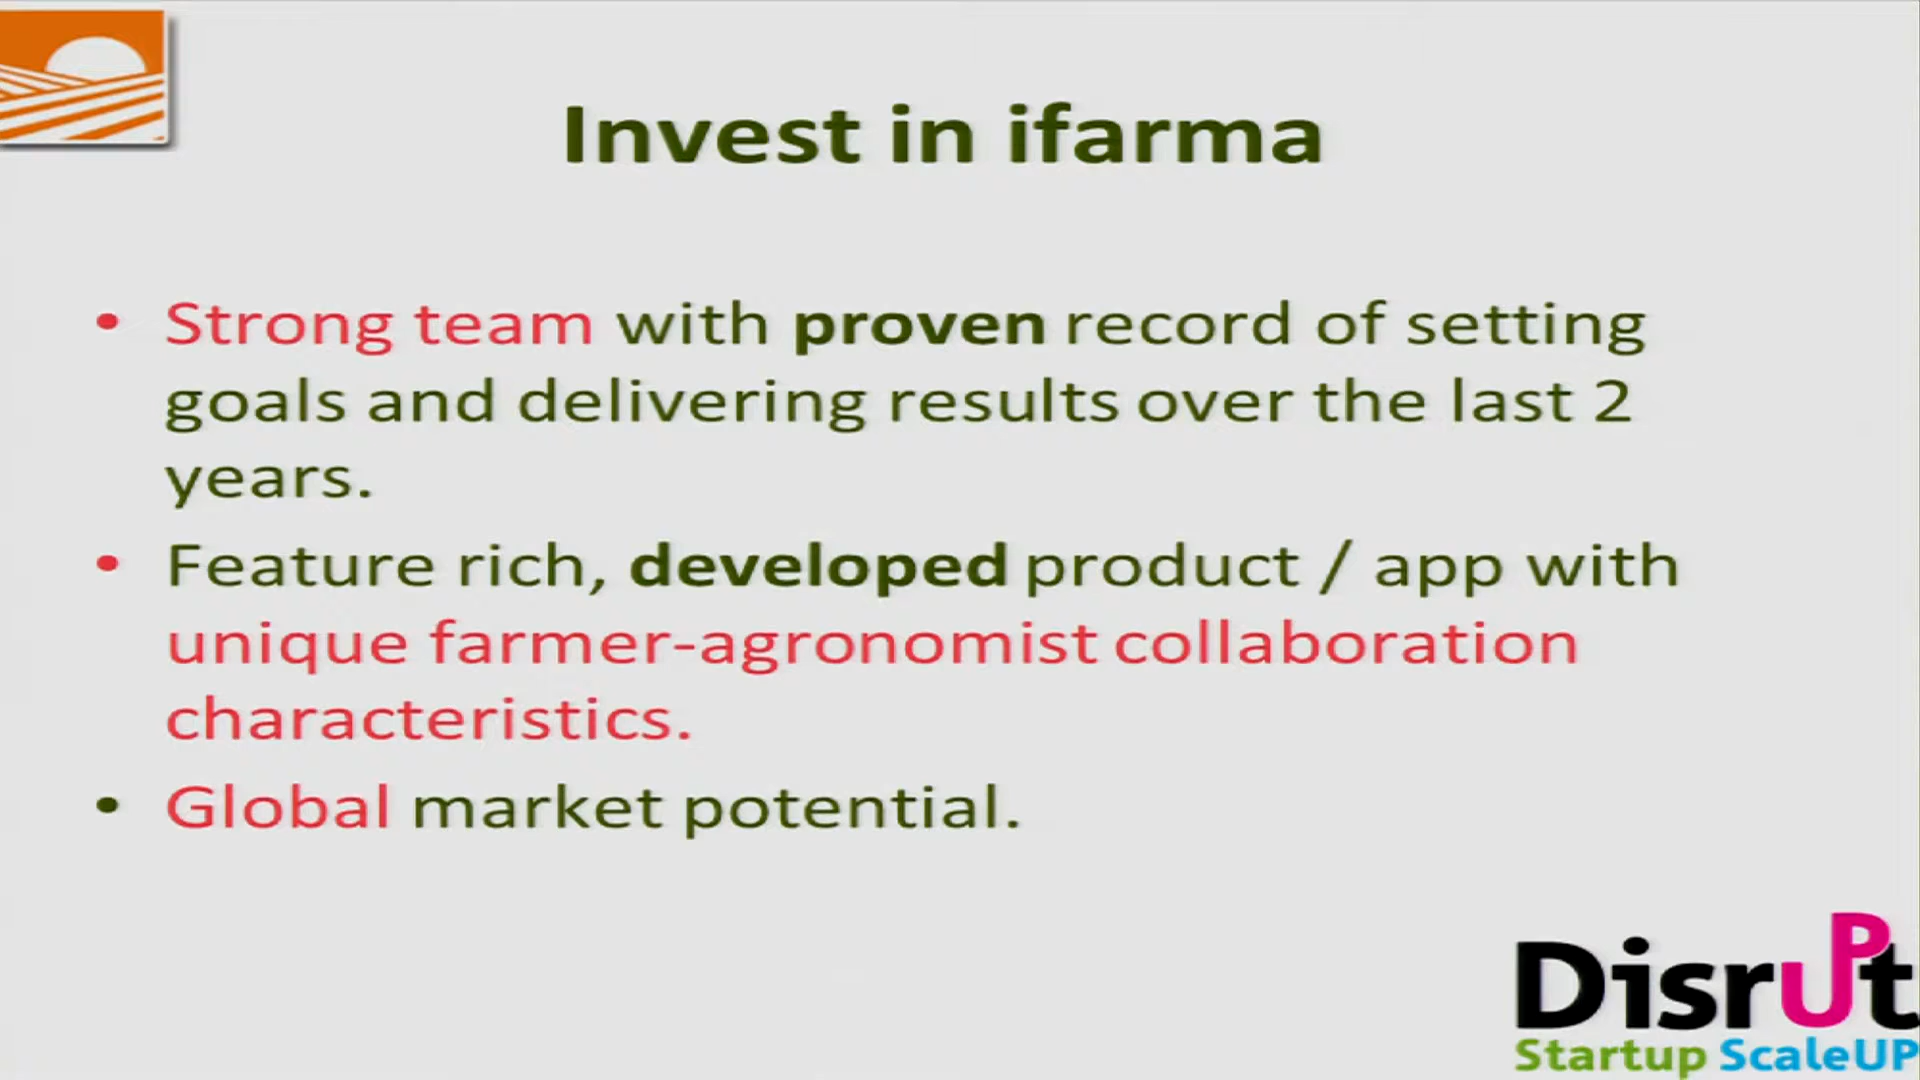 Invest in ifarma
• Strong team with proven record of setting
goals and delivering results over the last 2
years.
• Feature rich, developed product / app with
unique farmer-agronomist collaboration
characteristics.
• Global market potential.
DisrUPt
Startup ScaleUP